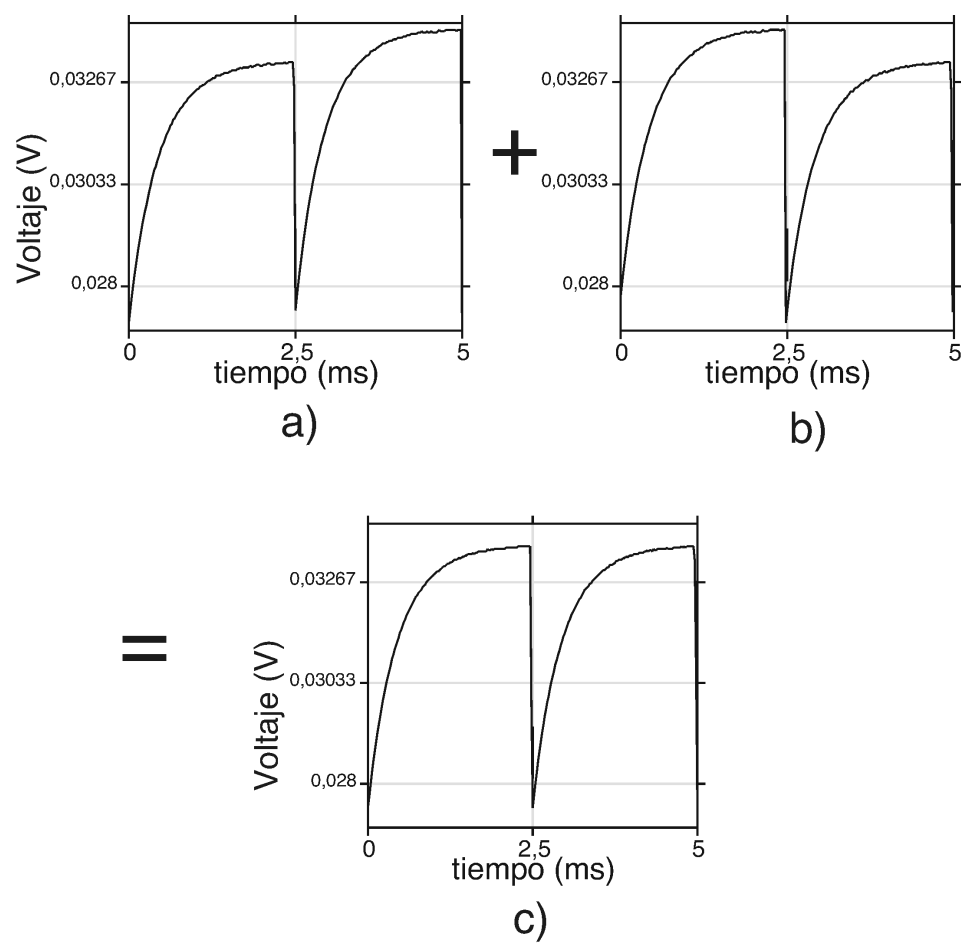 0,03267
0,03033
0,028
Voltaje (V)
0
2,5
5
tiempo (ms)
a)
+
0,03267
0,03033
0,028
0
2,5
5
tiempo (ms)
b)
=
0,03267
0,03033
0,028
Voltaje (V)
0
2,5
5
tiempo (ms)
c)